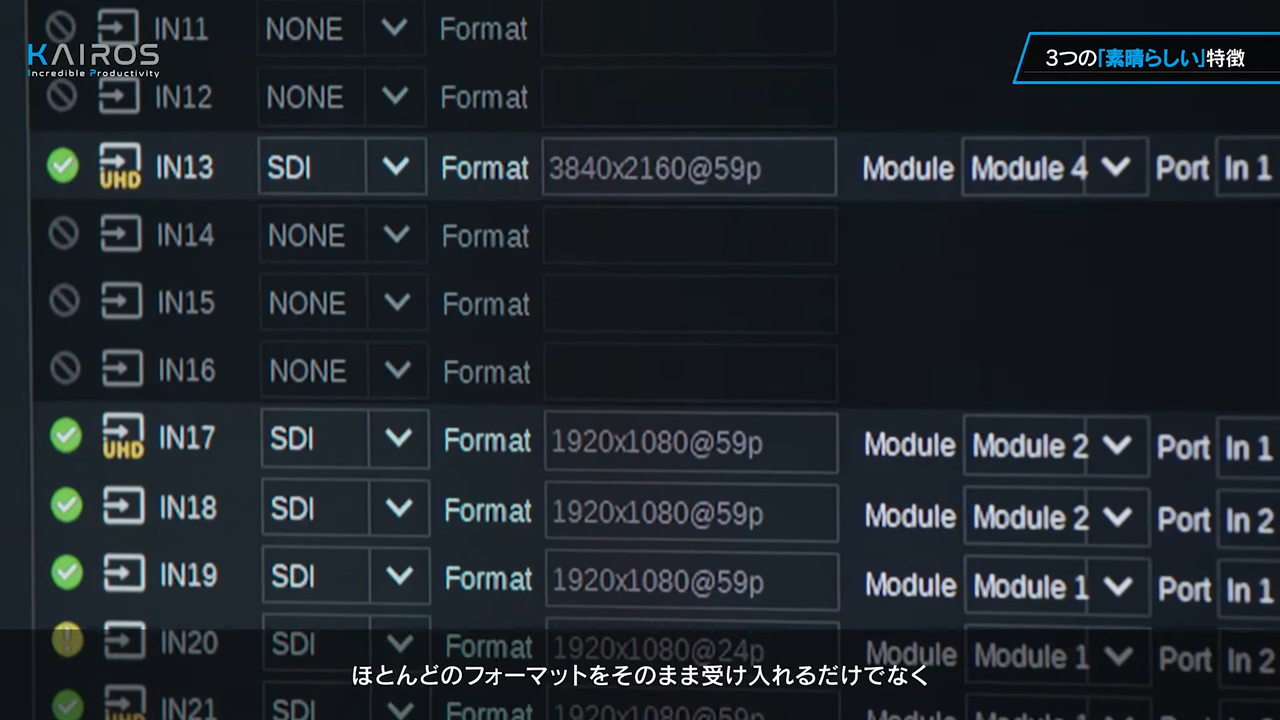 IN11 NONE Format
KAIROS
Incredible Productivity
3つの「素晴らしい」特徴
IN12 NONE Format
UHD IN13 SDI Format 3840x2160@59p Module Module 4 Port In 1
IN14 NONE Format
IN15 NONE Format
IN16 NONE Format
UHD IN17 SDI Format 1920x1080@59p Module Module 2 Port In 1
IN18 SDI Format 1920x1080@59p Module Module 2 Port In 2
IN19 SDI Format 1920x1080@59p Module Module 1 Port In 1
IN20 SDI Format 1920x1080@24p Module Module 1 Port In 2
ほとんどのフォーマットをそのまま受け入れるだけでなく
UHD IN21 SDI Format 1920x1080@59p Module Module 1 Port